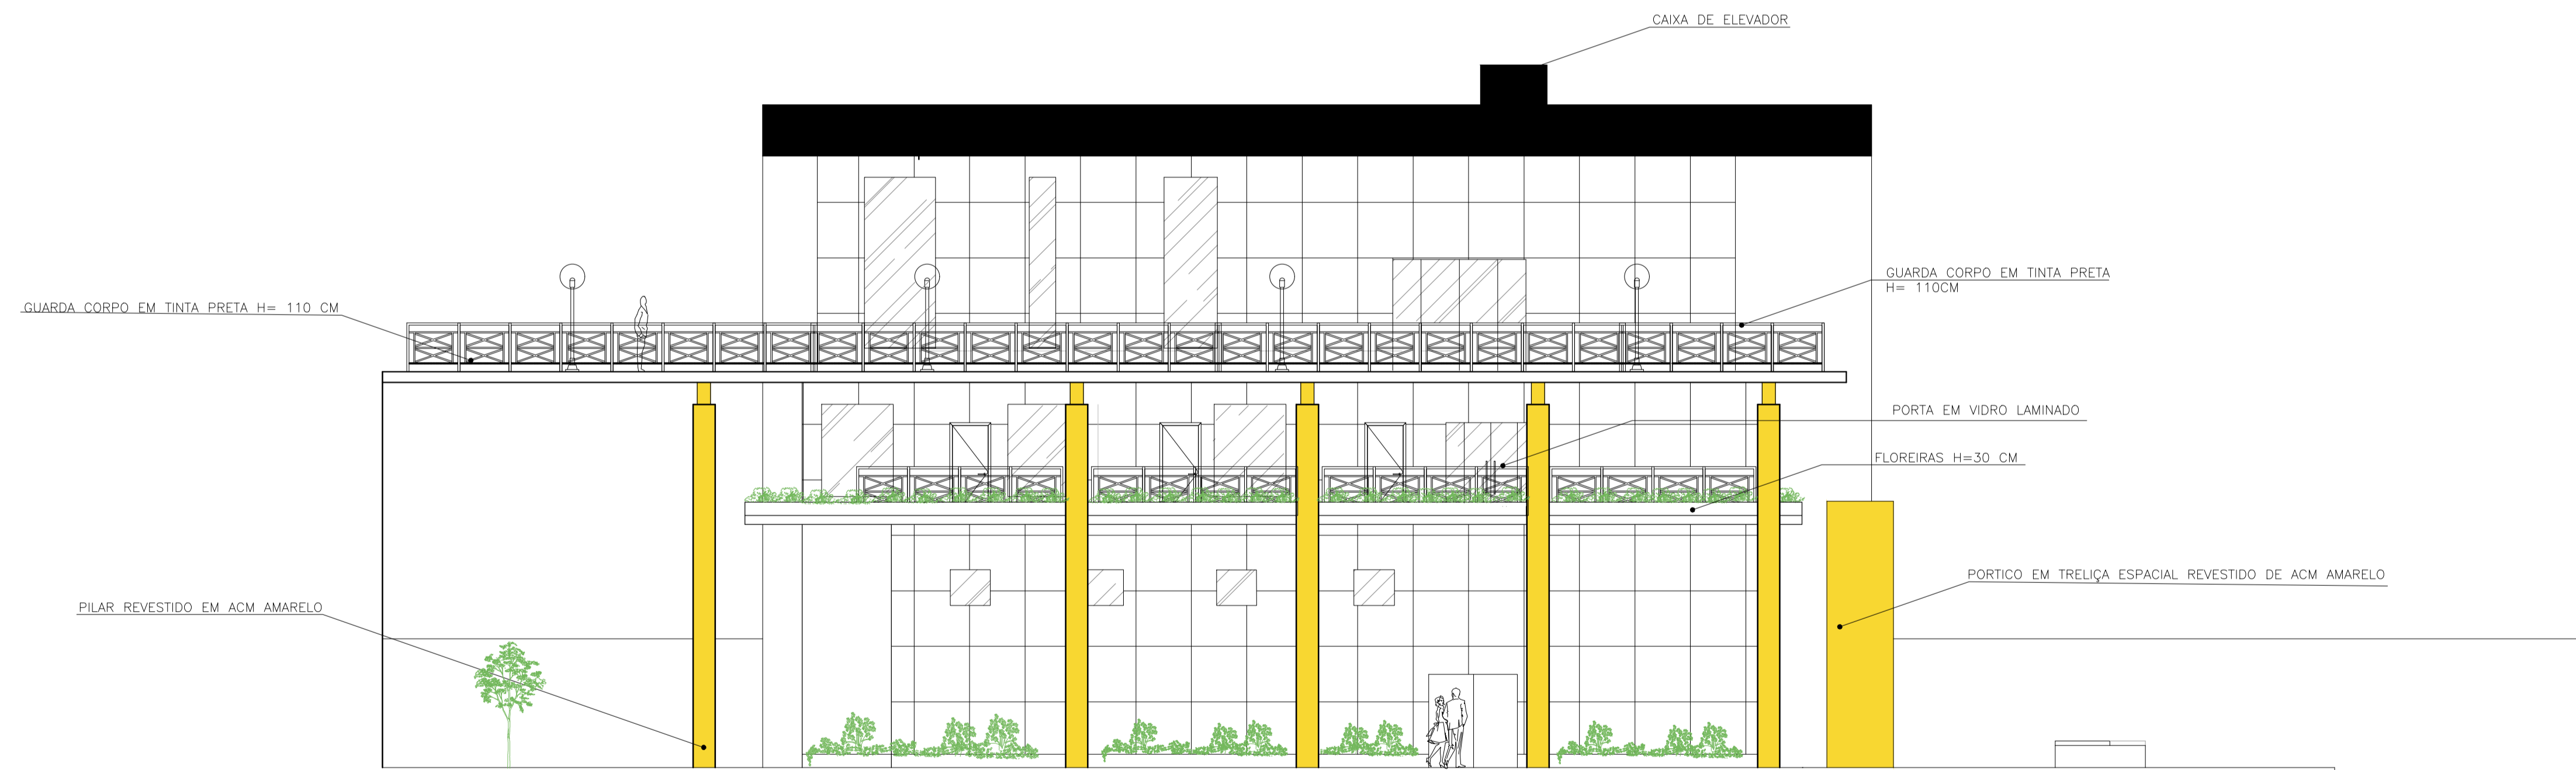 CAIXA DE ELEVADOR
GUARDA CORPO EM TINTA PRETA
H= 110CM
GUARDA CORPO EM TINTA PRETA H= 110 CM
PORTA EM VIDRO LAMINADO
FLOREIRAS H=30 CM
PORTICO EM TRELIÇA ESPACIAL REVESTIDO DE ACM AMARELO
PILAR REVESTIDO EM ACM AMARELO